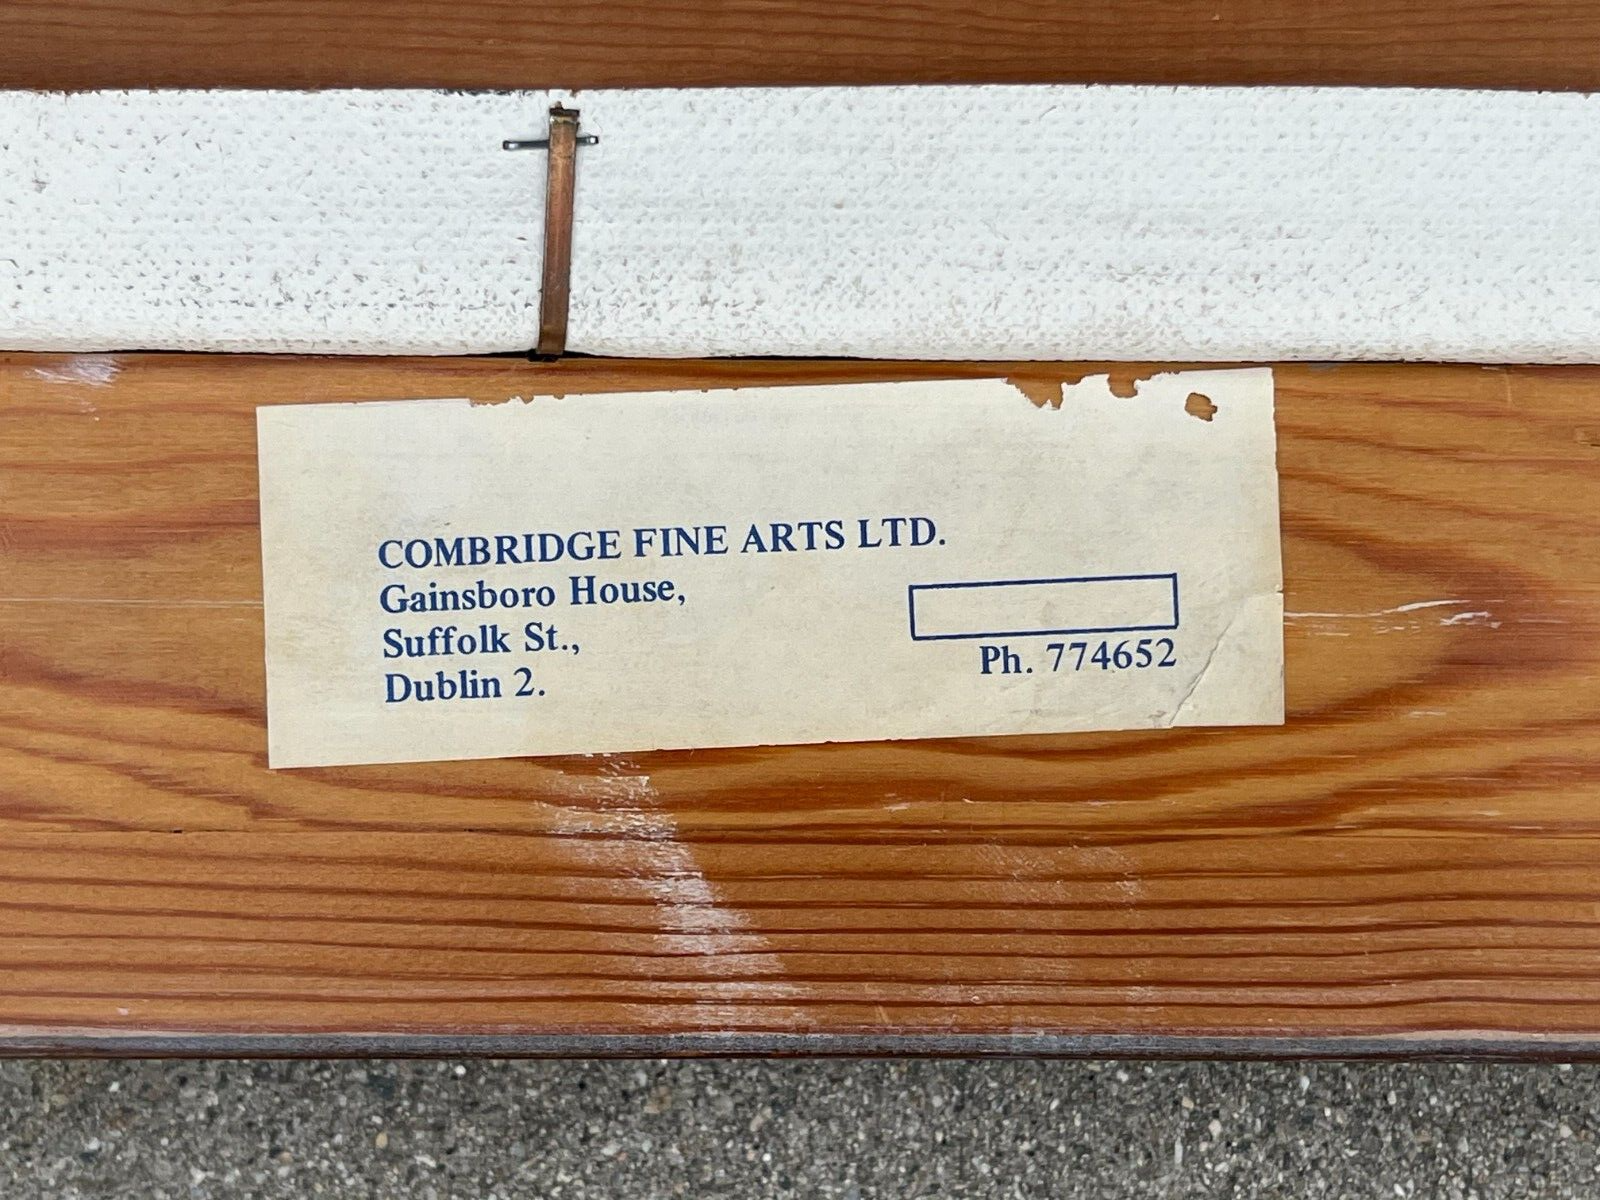 COMBRIDGE FINE ARTS LTD.
Gainsboro House,
Suffolk St.,
Dublin 2.
Ph. 774652